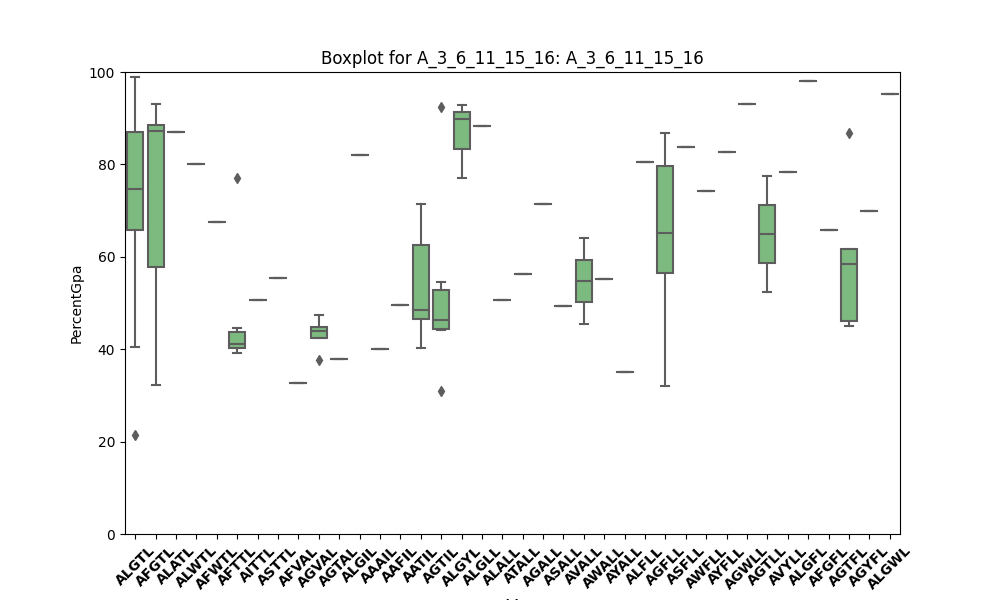 Boxplot for A_3_6_11_15_16: A_3_6_11_15_16
100
80
60
40
20
0
PercentGpa
ALGTL
AFGTL
ALATL
ALWTL
AFWTL
AFTTL
AITTL
ASTTL
AFVAL
AGVAL
AGTAL
ALGIL
AAAIL
AAFIL
AATIL
AGTIL
ALGYL
ALGLL
ALALL
ATALL
AGALL
ASALL
AVALL
AWALL
AYALL
ALFLL
AGFLL
ASFLL
AWFLL
AYFLL
AGWLL
AGTLL
AVYLL
ALGFL
AFGFL
AGTFL
AGYFL
ALGWL